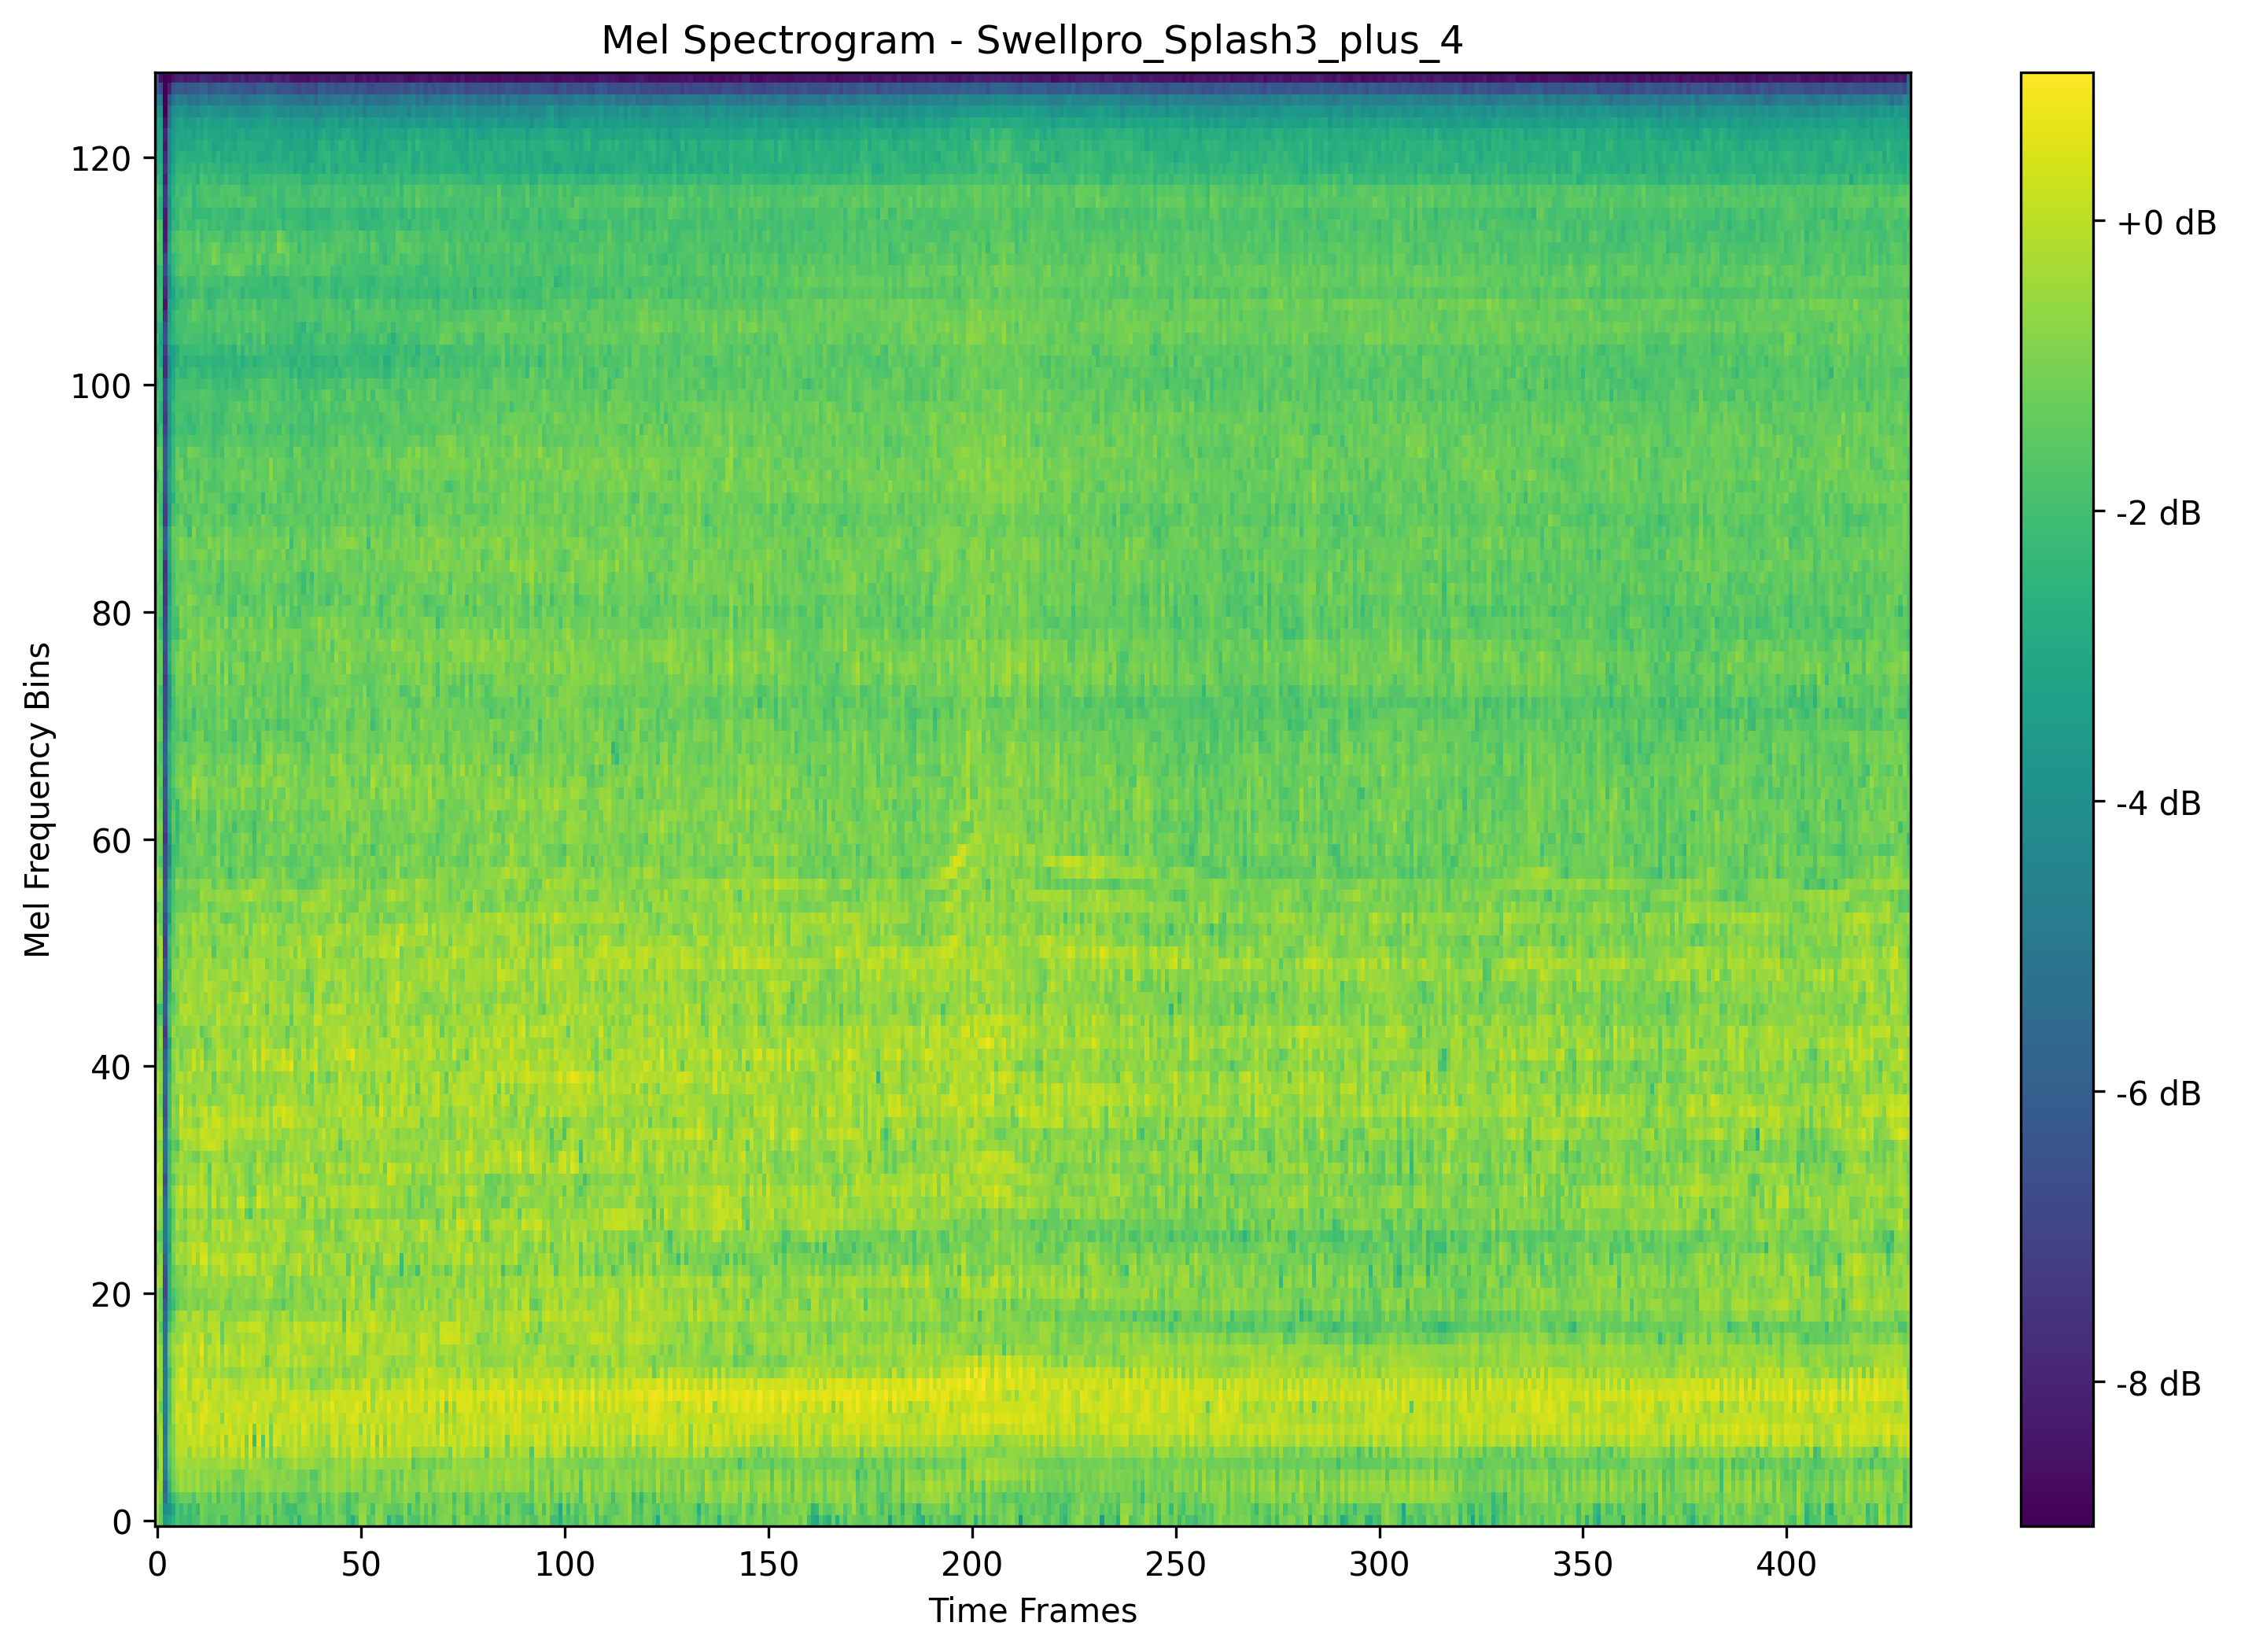 Mel Spectrogram - Swellpro_Splash3_plus_4
120
100
80
60
40
20
0
Mel Frequency Bins
0 50 100 150 200 250 300 350 400
Time Frames
+0 dB
-2 dB
-4 dB
-6 dB
-8 dB